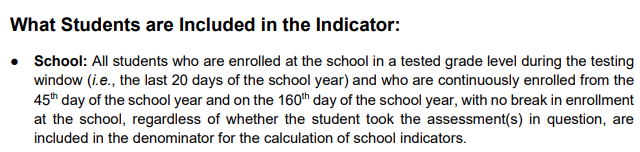 What Students are Included in the Indicator:
• School: All students who are enrolled at the school in a tested grade level during the testing
window (i.e., the last 20 days of the school year) and who are continuously enrolled from the
45th day of the school year and on the 160th day of the school year, with no break in enrollment
at the school, regardless of whether the student took the assessment(s) in question, are
included in the denominator for the calculation of school indicators.